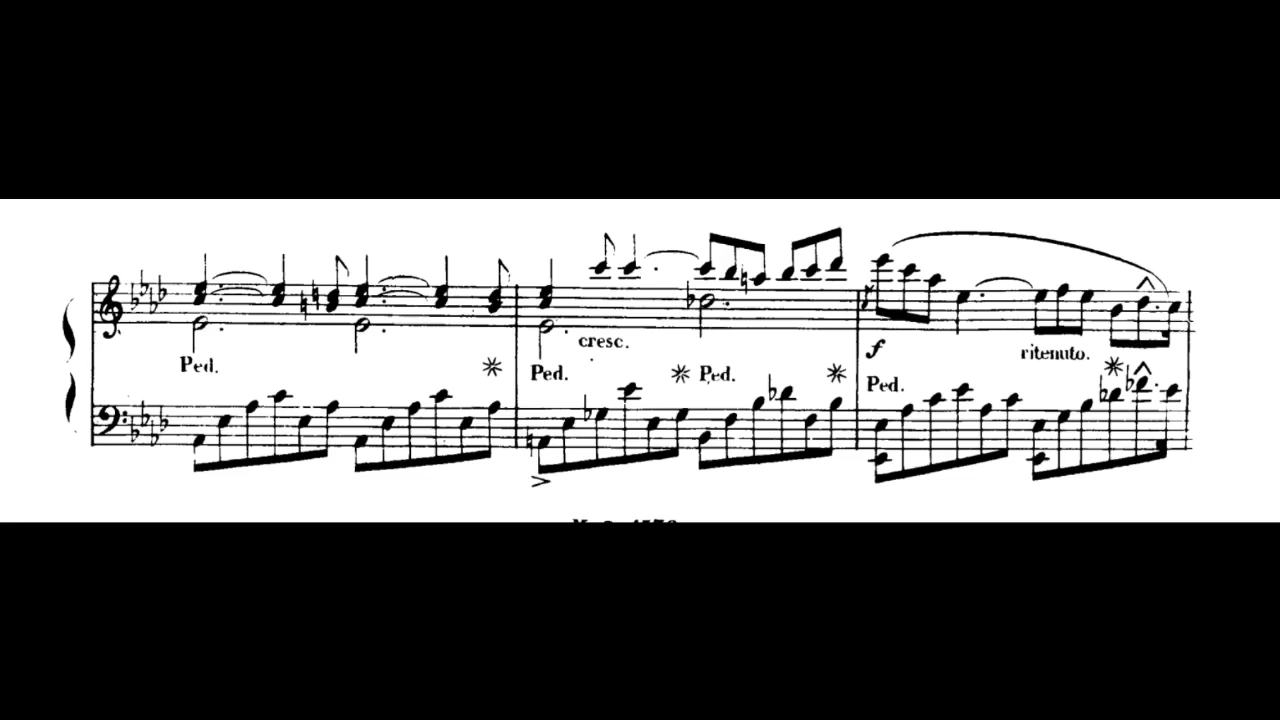 cresc.
Ped. ✳ Ped. ✳ Ped. ✳ Ped. ritenuto. ✳
f